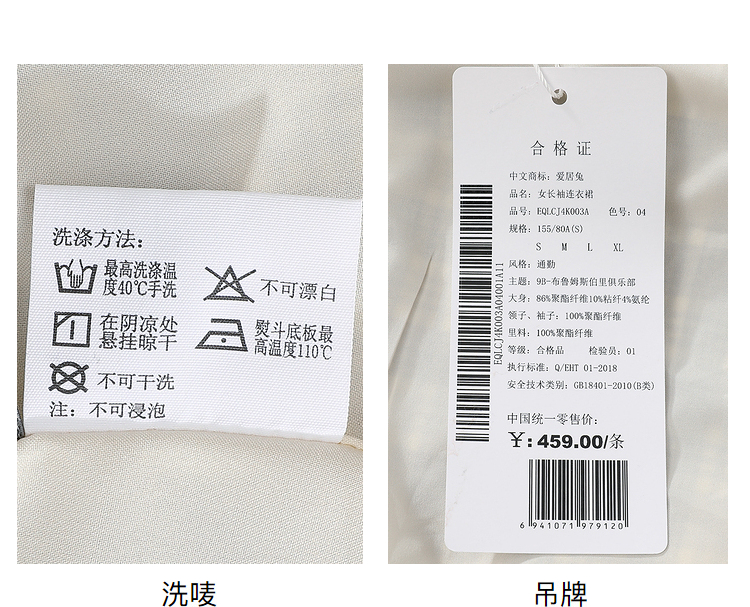 洗涤方法：
最高洗涤温
度40℃手洗
不可漂白
在阴凉处
悬挂晾干
熨斗底板最
高温度110℃
不可干洗
注：不可浸泡
洗唛
合格证
中文商标：爱居兔
品名：女长袖连衣裙
品号：EQLCJ4K003A 色号：04
规格：155/80A(S)
S M L XL
风格：通勤
主题：9B-布鲁姆斯伯里俱乐部
大身：86%聚酯纤维10%粘纤4%氨纶
领子、袖子：100%聚酯纤维
里料：100%聚酯纤维
等级：合格品 检验员：01
执行标准：Q/EHT 01-2018
安全技术类别：GB18401-2010(B类)
中国统一零售价：
¥：459.00/条
6 941071 979120
EQLCJ4K003A04001A11
吊牌